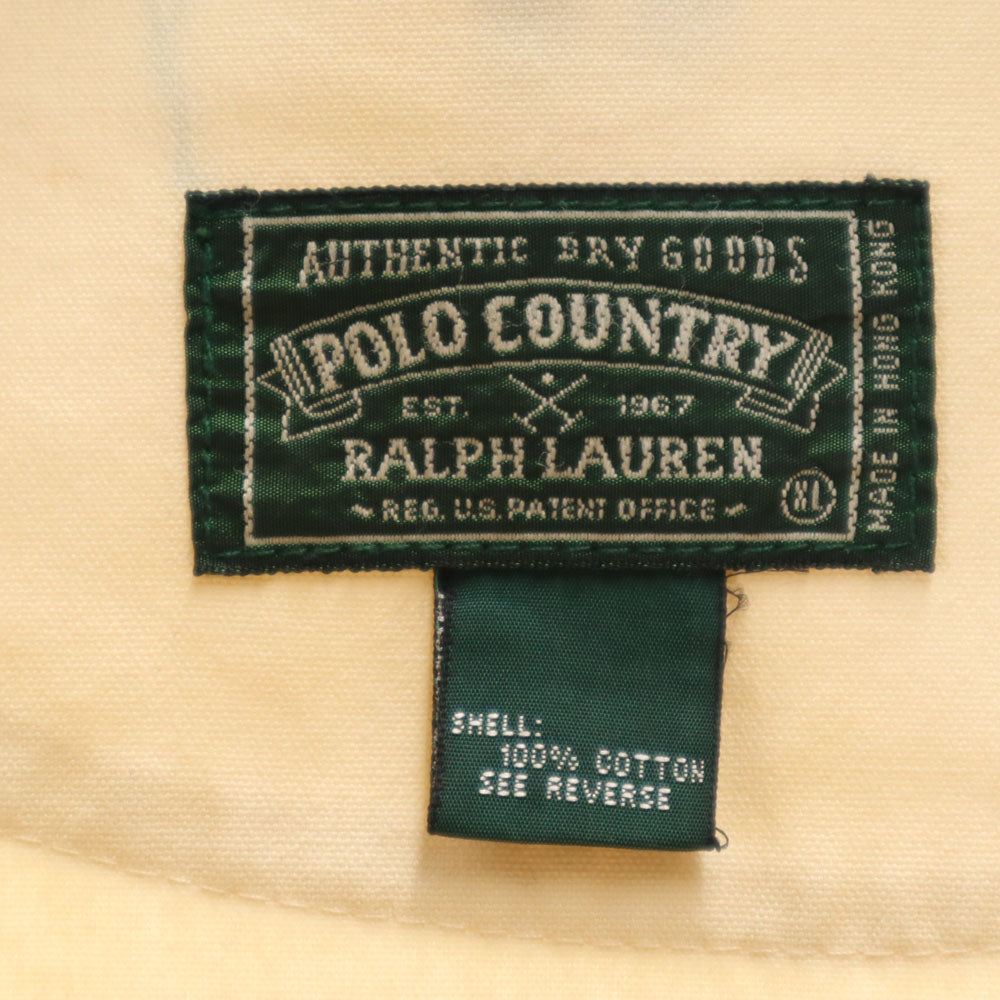 AUTHENTIC DRY GOODS
POLO COUNTRY
EST. 1967
RALPH LAUREN
REG. U.S. PATENT OFFICE
XL
MADE IN HONG KONG
SHELL:
100% COTTON
SEE REVERSE